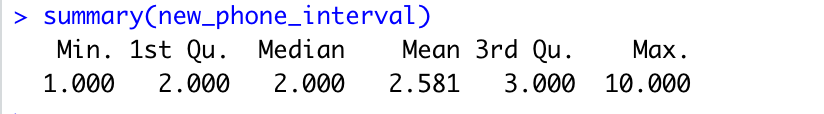 > summary(new_phone_interval)
Min. 1st Qu. Median Mean 3rd Qu. Max.
1.000 2.000 2.000 2.581 3.000 10.000